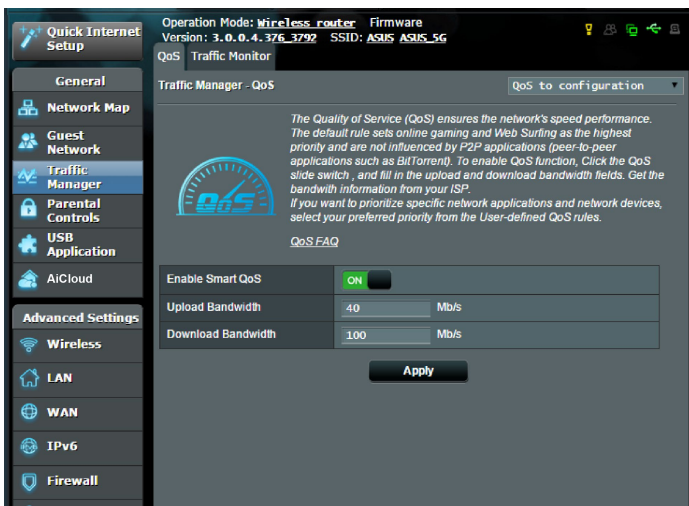 Quick Internet
Setup
Operation Mode: Wireless router Firmware
Version: 3.0.0.4.376_3792 SSID: ASUS ASUS_5G
QoS Traffic Monitor
General
Network Map
Guest
Network
Traffic
Manager
Parental
Controls
USB
Application
AiCloud
Advanced Settings
Wireless
LAN
WAN
IPv6
Firewall
Traffic Manager - QoS
QoS to configuration
QoS
The Quality of Service (QoS) ensures the network's speed performance.
The default rule sets online gaming and Web Surfing as the highest
priority and are not influenced by P2P applications (peer-to-peer
applications such as BitTorrent). To enable QoS function, Click the QoS
slide switch , and fill in the upload and download bandwidth fields. Get the
bandwith information from your ISP.
If you want to prioritize specific network applications and network devices,
select your preferred priority from the User-defined QoS rules.
QoS FAQ
Enable Smart QoS ON
Upload Bandwidth 40 Mb/s
Download Bandwidth 100 Mb/s
Apply